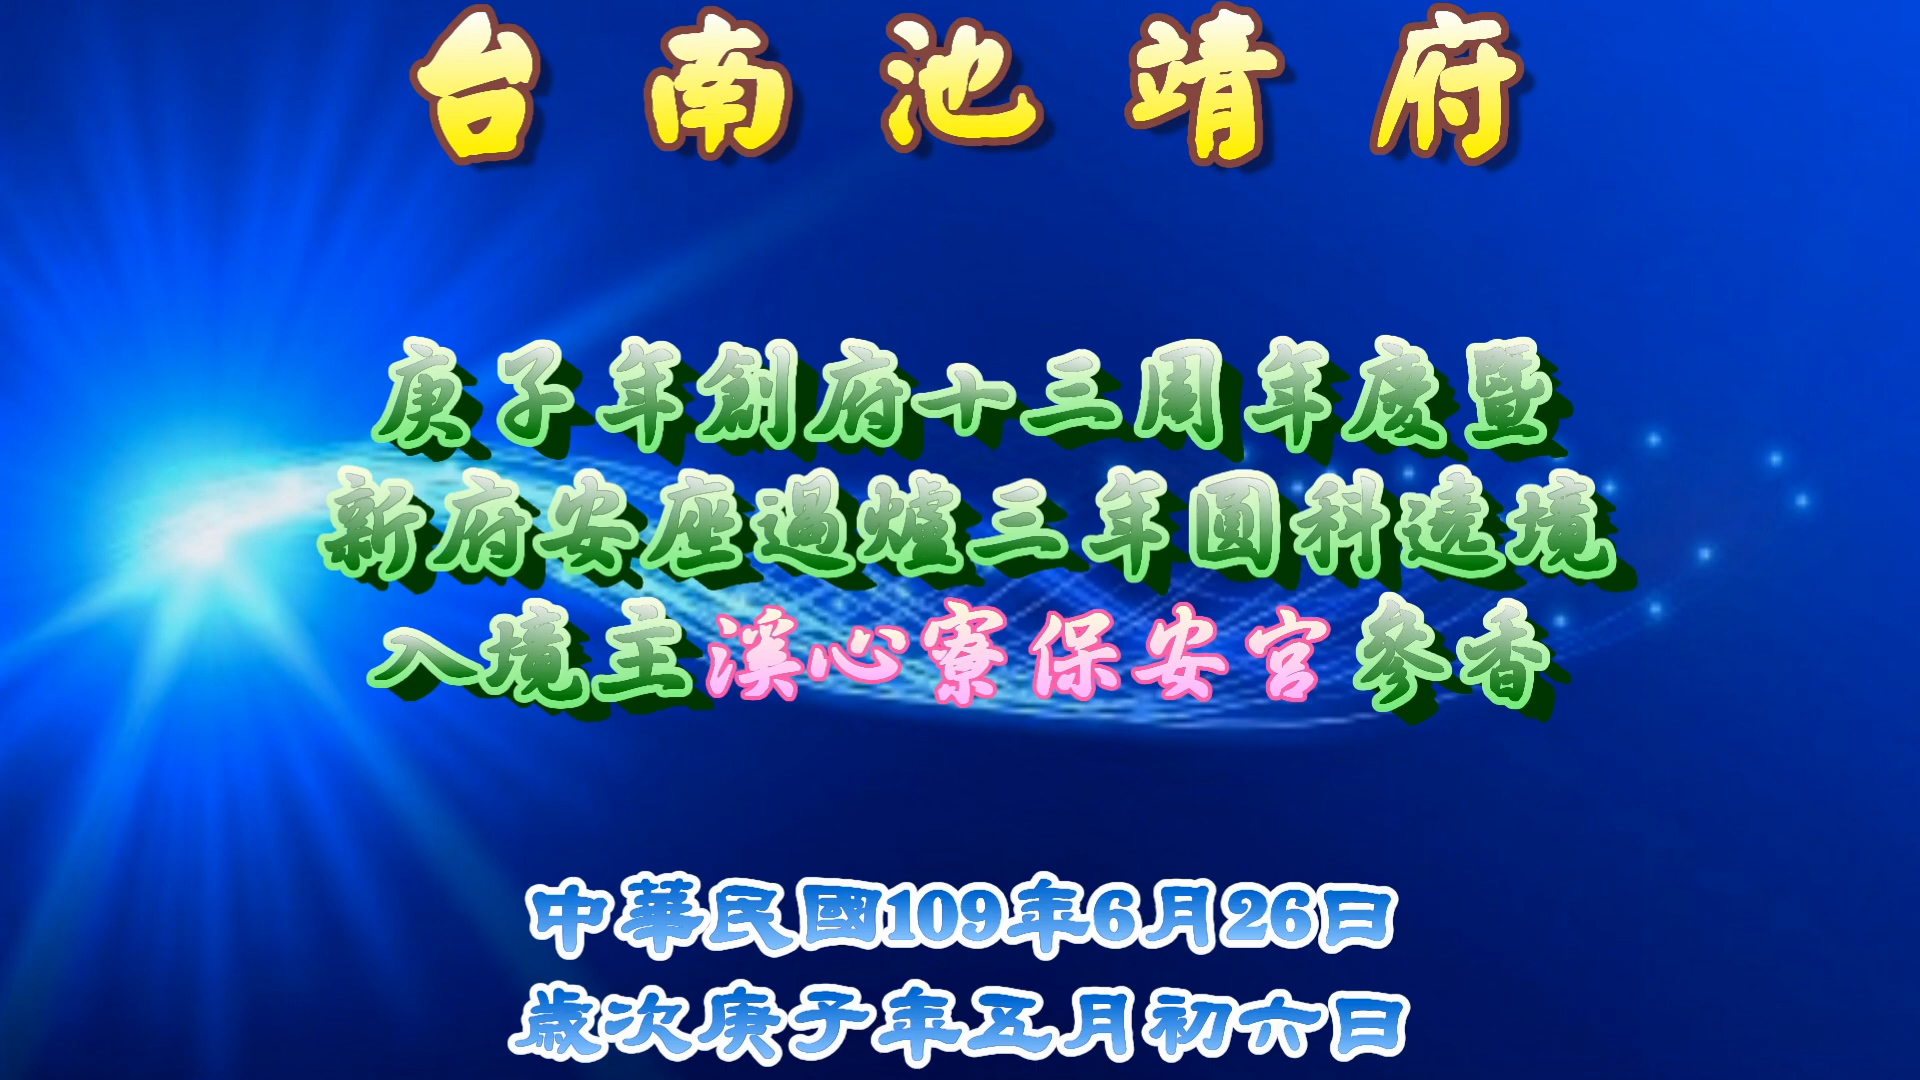 台南池靖府
庚子年創府十三周年慶暨
新府安座過爐三年圓科遶境
入境主溪心寮保安宮參香
中華民國109年6月26日
歲次庚子年五月初六日